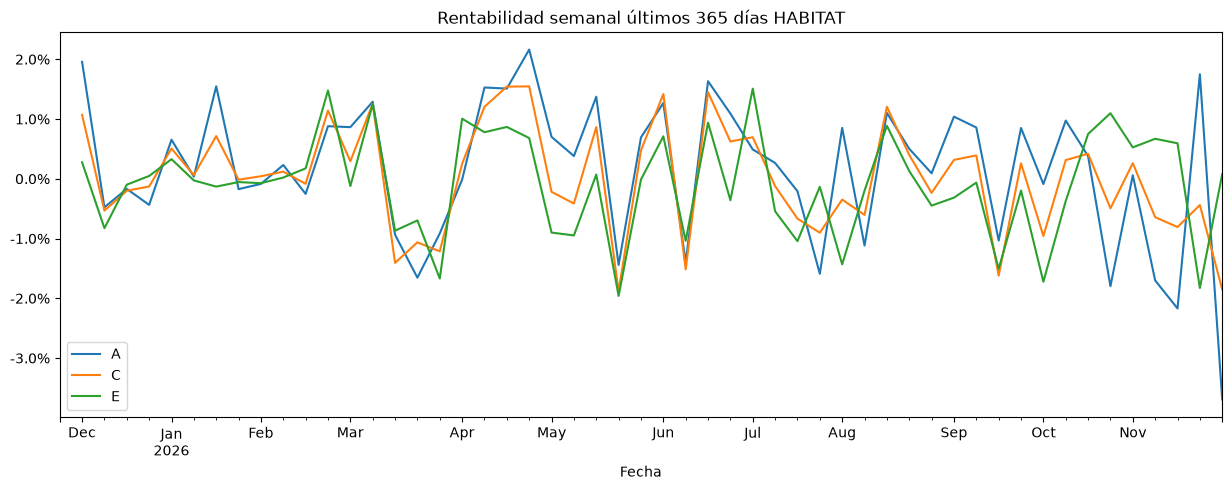 Rentabilidad semanal últimos 365 días HABITAT
2.0%
1.0%
0.0%
-1.0%
-2.0%
-3.0%
A
C
E
Dec Jan Feb Mar Apr May Jun Jul Aug Sep Oct Nov
2026
Fecha